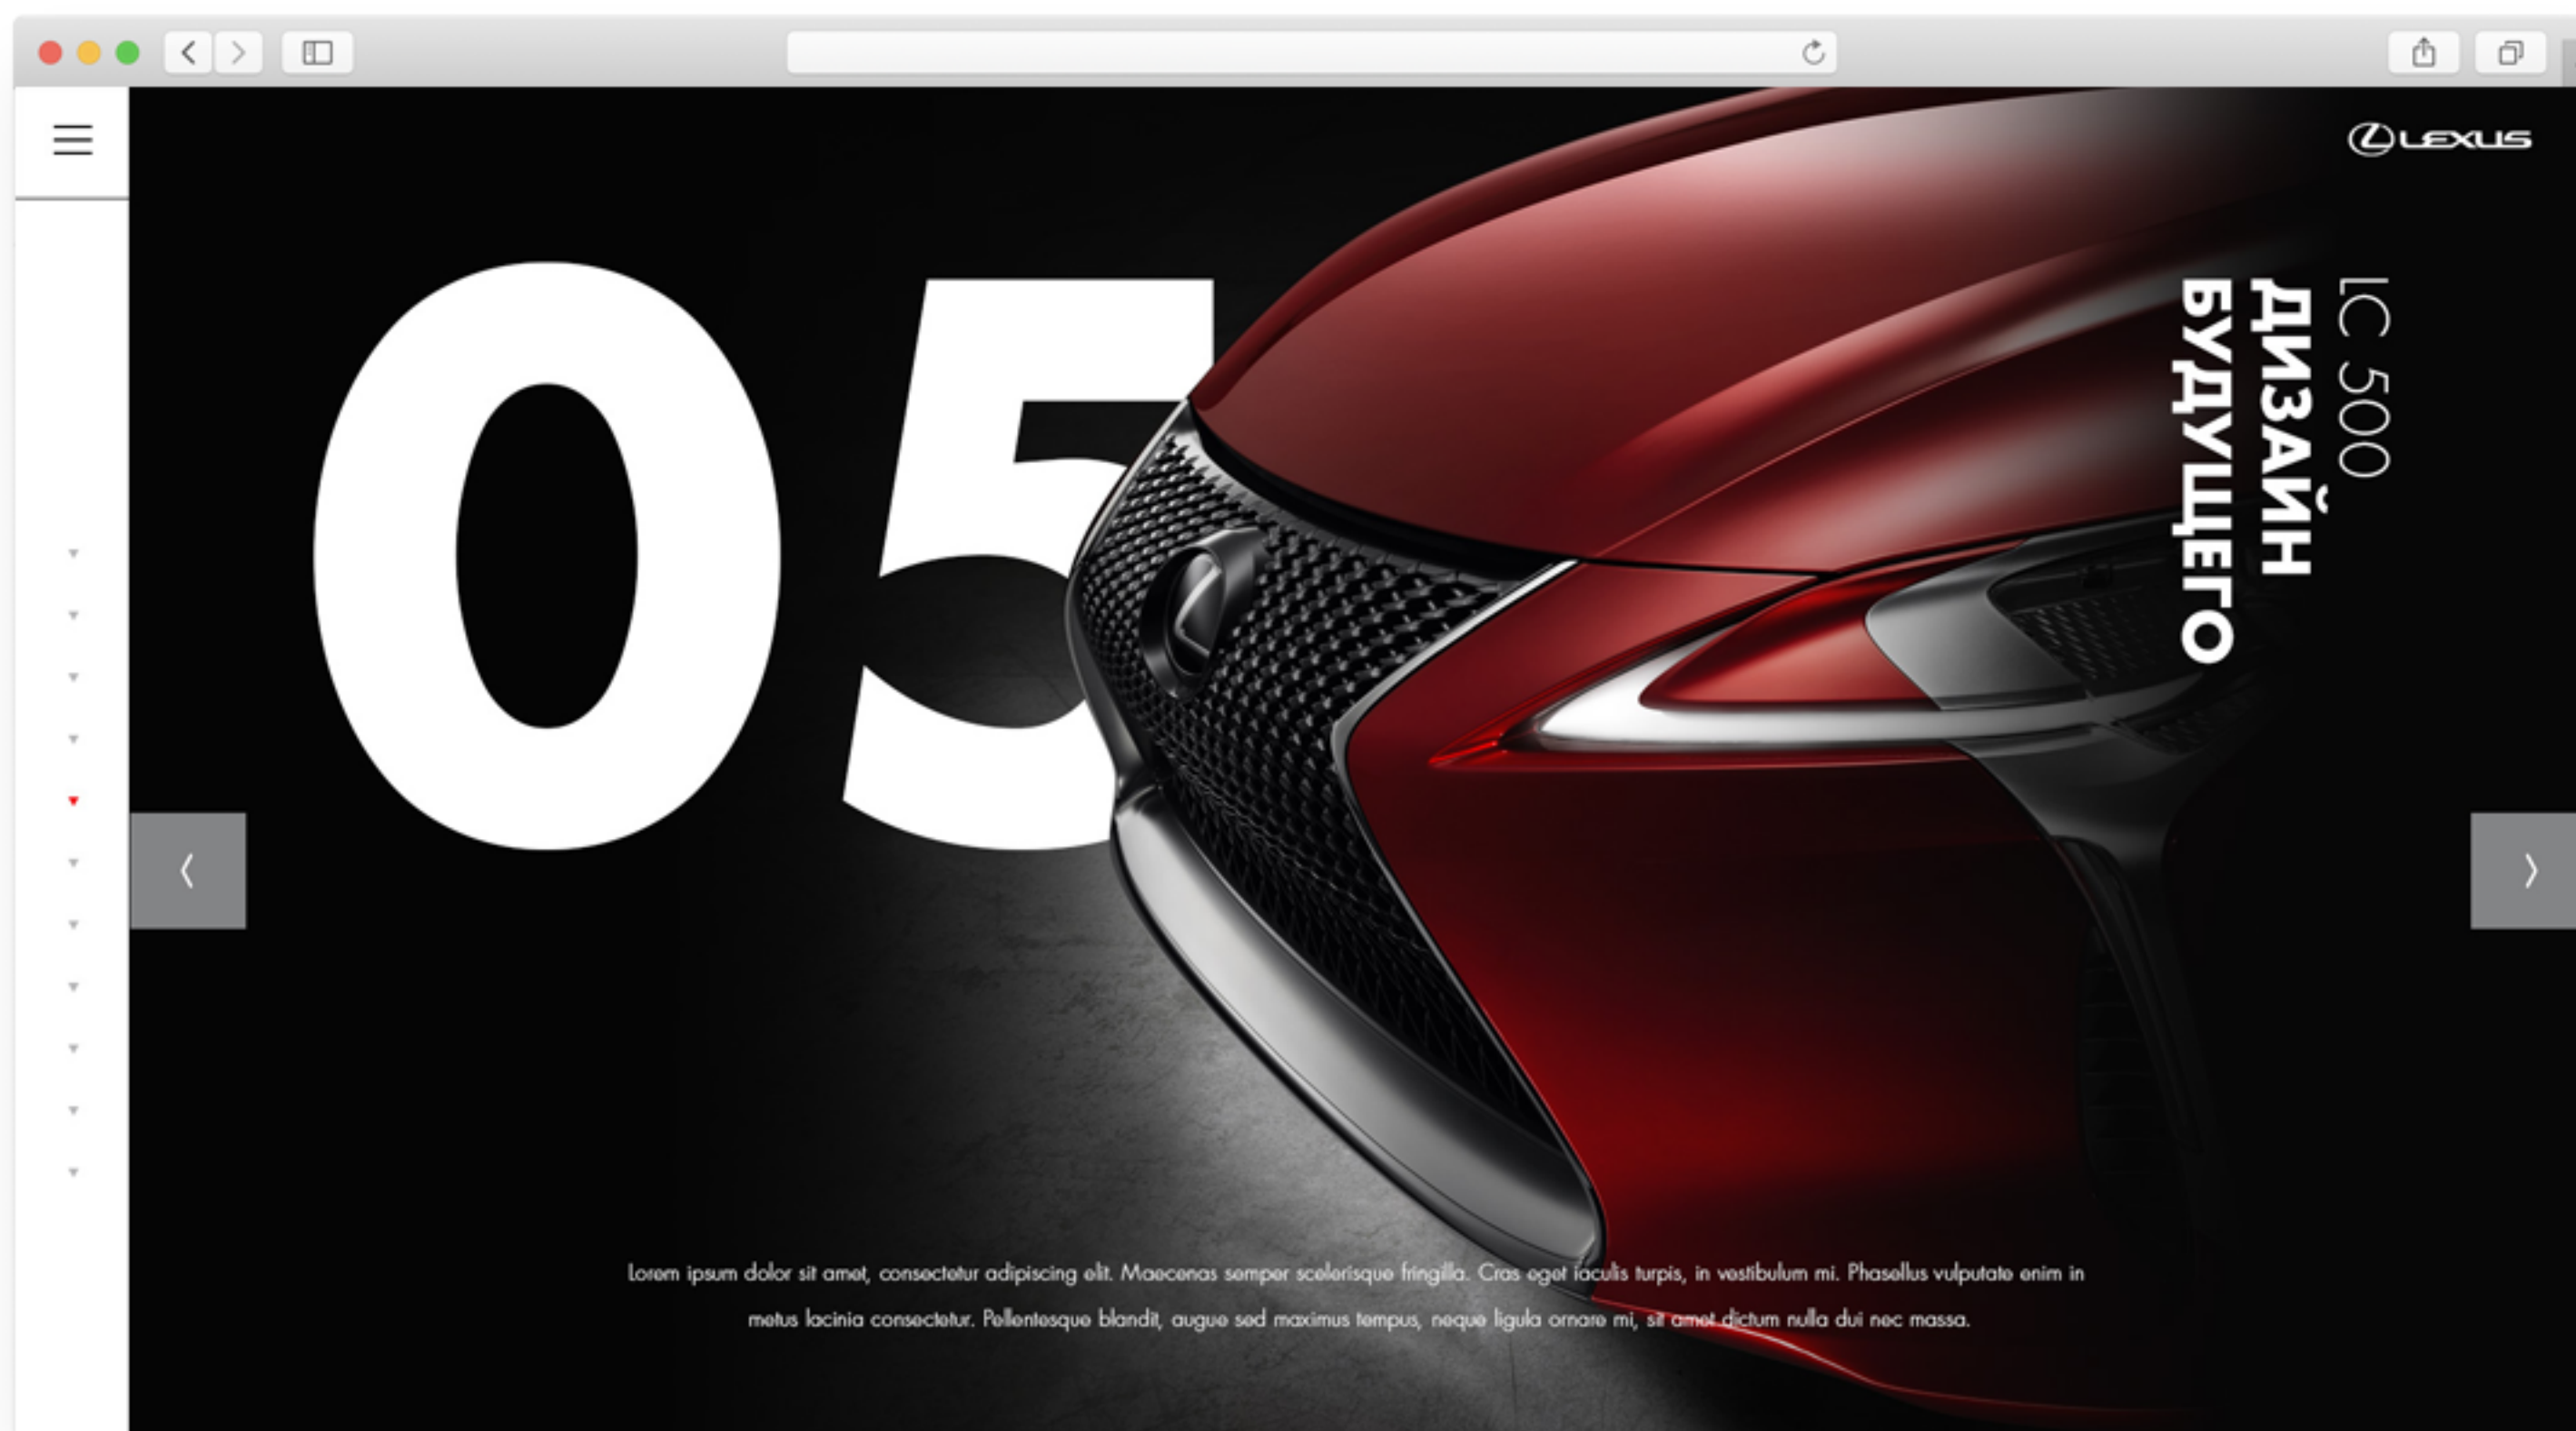 LEXUS
05
LC 500
ДИЗАЙН
БУДУЩЕГО
Lorem ipsum dolor sit amet, consectetur adipiscing elit. Maecenas semper scelerisque fringilla. Cras eget iaculis turpis, in vestibulum mi. Phasellus vulputate enim in
metus lacinia consectetur. Pellentesque blandit, augue sed maximus tempus, neque ligula ornare mi, sit amet dictum nulla dui nec massa.